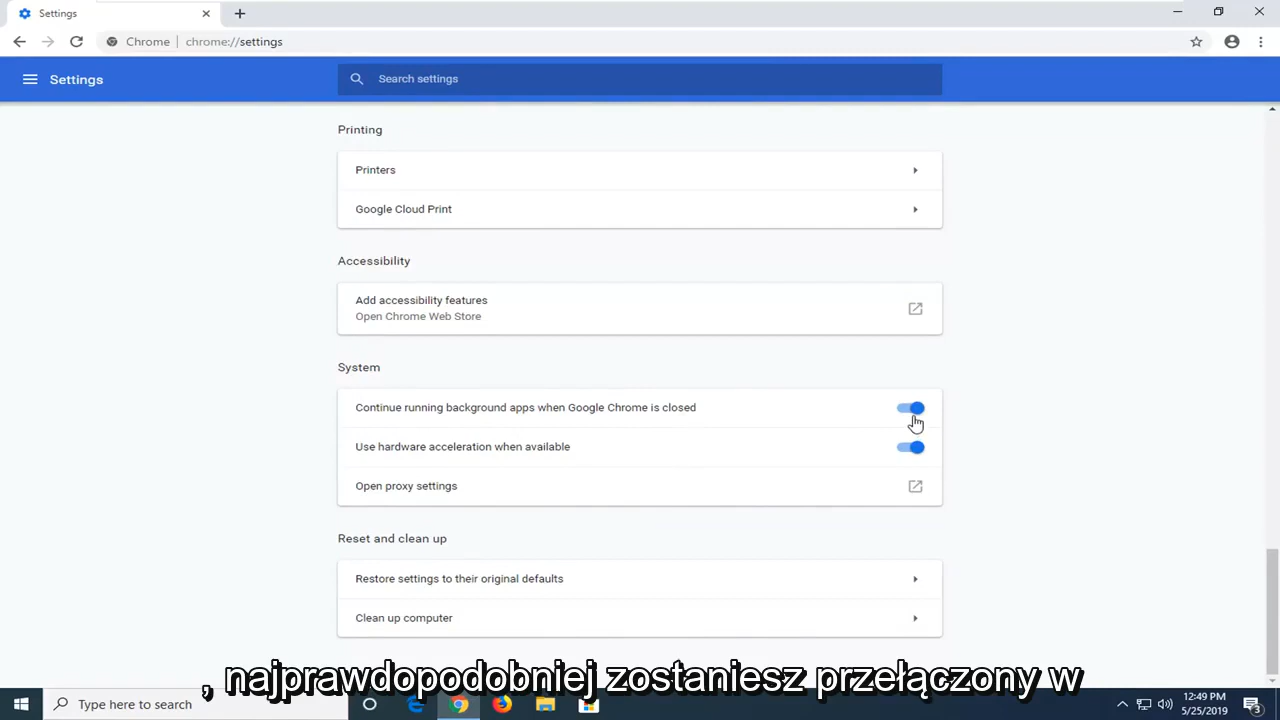 Settings
Chrome | chrome://settings
Settings
Search settings
Printing
Printers
Google Cloud Print
Accessibility
Add accessibility features
Open Chrome Web Store
System
Continue running background apps when Google Chrome is closed
Use hardware acceleration when available
Open proxy settings
Reset and clean up
Restore settings to their original defaults
Clean up computer
, najprawdopodobniej zostaniesz przełączony w
Type here to search
12:49 PM
5/25/2019
3